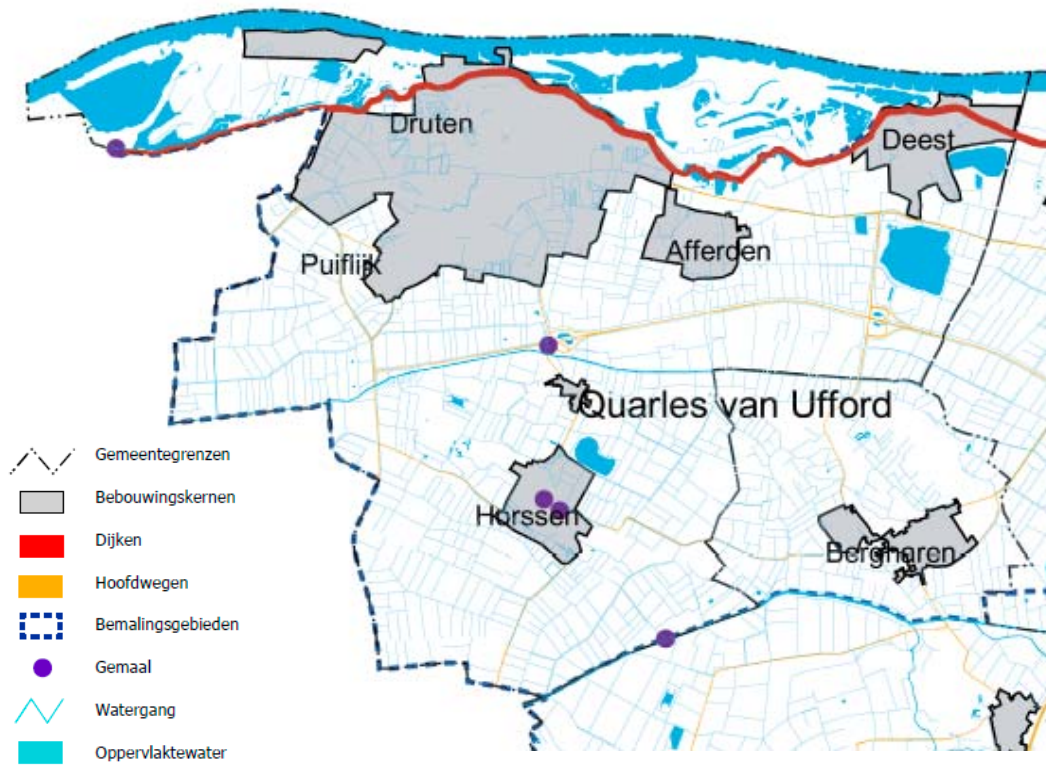 Druten
Deest
Afferden
Puiflijk
Quarles van Ufford
Horssen
Bergharen
Gemeentegrenzen
Bebouwingskernen
Dijken
Hoofdwegen
Bemalingsgebieden
Gemaal
Watergang
Oppervlaktewater